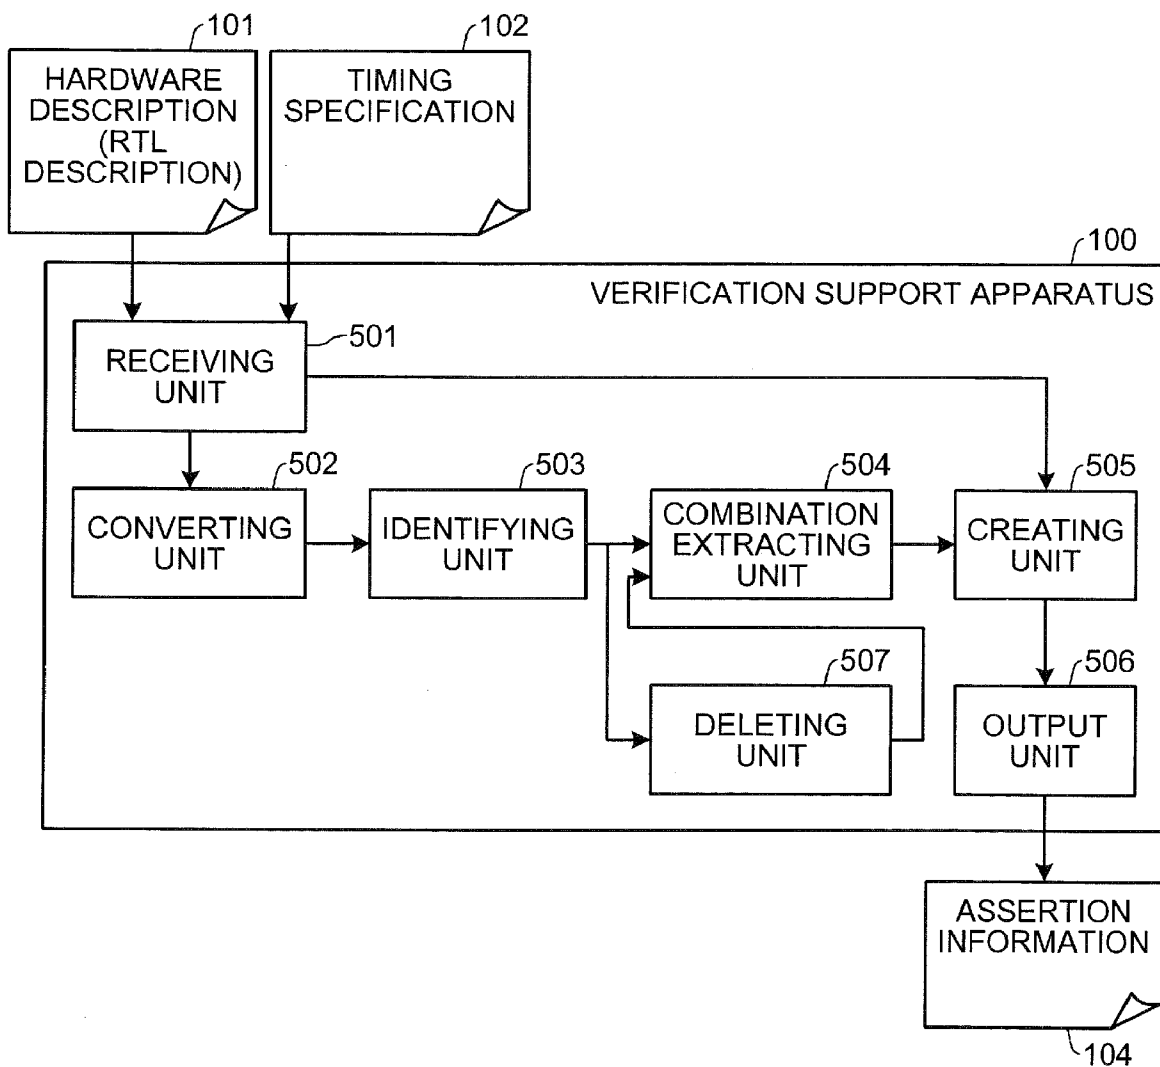 101
102
HARDWARE
DESCRIPTION
(RTL
DESCRIPTION)
TIMING
SPECIFICATION
100
VERIFICATION SUPPORT APPARATUS
501
RECEIVING
UNIT
502
503
504
505
CONVERTING
UNIT
IDENTIFYING
UNIT
COMBINATION
EXTRACTING
UNIT
CREATING
UNIT
507
506
DELETING
UNIT
OUTPUT
UNIT
ASSERTION
INFORMATION
104